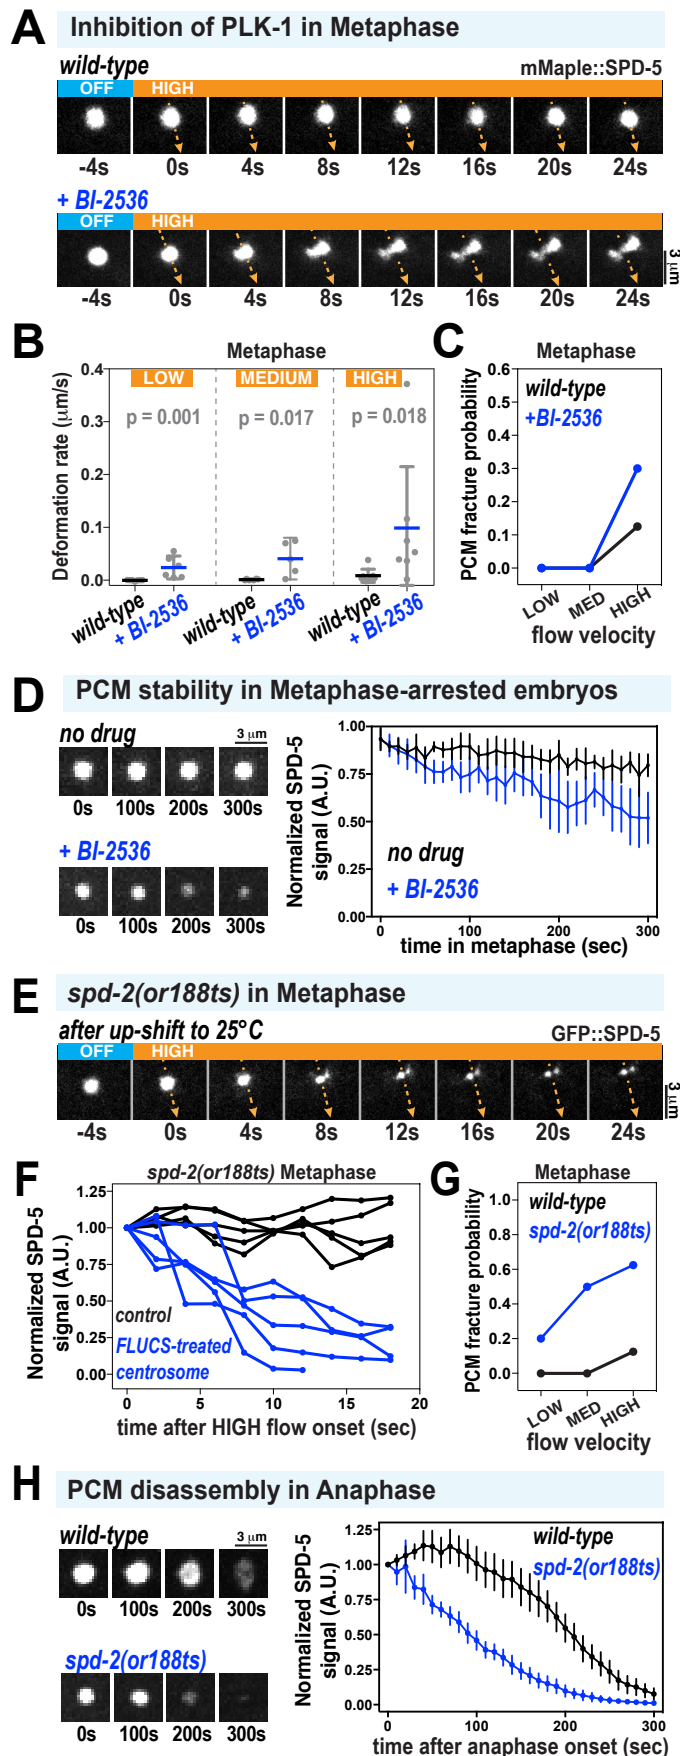 A Inhibition of PLK-1 in Metaphase
wild-type mMaple::SPD-5
OFF HIGH
-4s 0s 4s 8s 12s 16s 20s 24s
+ BI-2536
OFF HIGH
-4s 0s 4s 8s 12s 16s 20s 24s
3 μm
B Metaphase
Deformation rate (μm/s)
0.4
0.3
0.2
0.1
0.0
LOW MEDIUM HIGH
p = 0.001 p = 0.017 p = 0.018
wild-type + BI-2536 wild-type + BI-2536 wild-type + BI-2536
C Metaphase
PCM fracture probability
0.6
0.5
0.4
0.3
0.2
0.1
0.0
wild-type
+BI-2536
LOW MED HIGH
flow velocity
D PCM stability in Metaphase-arrested embryos
no drug 3 μm
0s 100s 200s 300s
+ BI-2536
0s 100s 200s 300s
Normalized SPD-5
signal (A.U.)
1.00
0.75
0.50
0.25
0.00
no drug
+ BI-2536
0 100 200 300
time in metaphase (sec)
E spd-2(or188ts) in Metaphase
after up-shift to 25°C GFP::SPD-5
OFF HIGH
-4s 0s 4s 8s 12s 16s 20s 24s
3 μm
F spd-2(or188ts) Metaphase
Normalized SPD-5
signal (A.U.)
1.25
1.00
0.75
0.50
0.25
0.00
control
FLUCS-treated
centrosome
0 5 10 15 20
time after HIGH flow onset (sec)
G Metaphase
PCM fracture probability
1.0
0.8
0.6
0.4
0.2
0.0
wild-type
spd-2(or188ts)
LOW MED HIGH
flow velocity
H PCM disassembly in Anaphase
wild-type 3 μm
0s 100s 200s 300s
spd-2(or188ts)
0s 100s 200s 300s
Normalized SPD-5
signal (A.U.)
1.25
1.00
0.75
0.50
0.25
0.00
wild-type
spd-2(or188ts)
0 100 200 300
time after anaphase onset (sec)